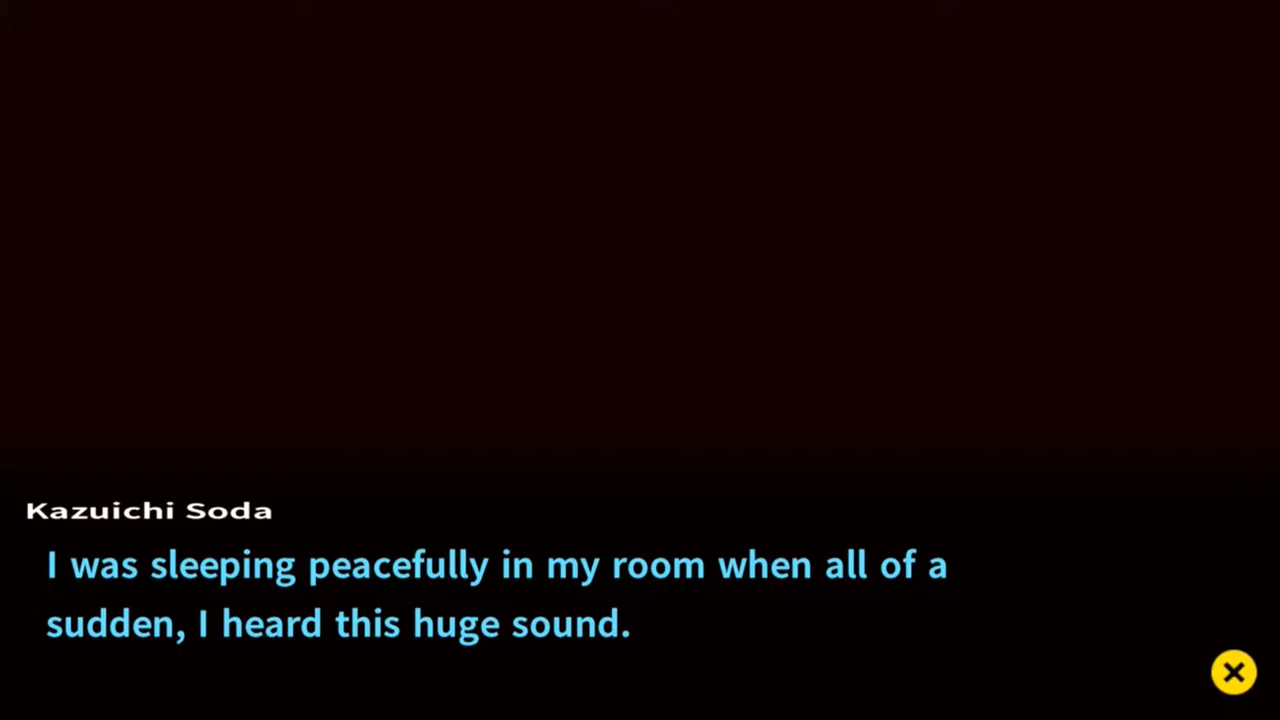 Kazuichi Soda
I was sleeping peacefully in my room when all of a
sudden, I heard this huge sound.